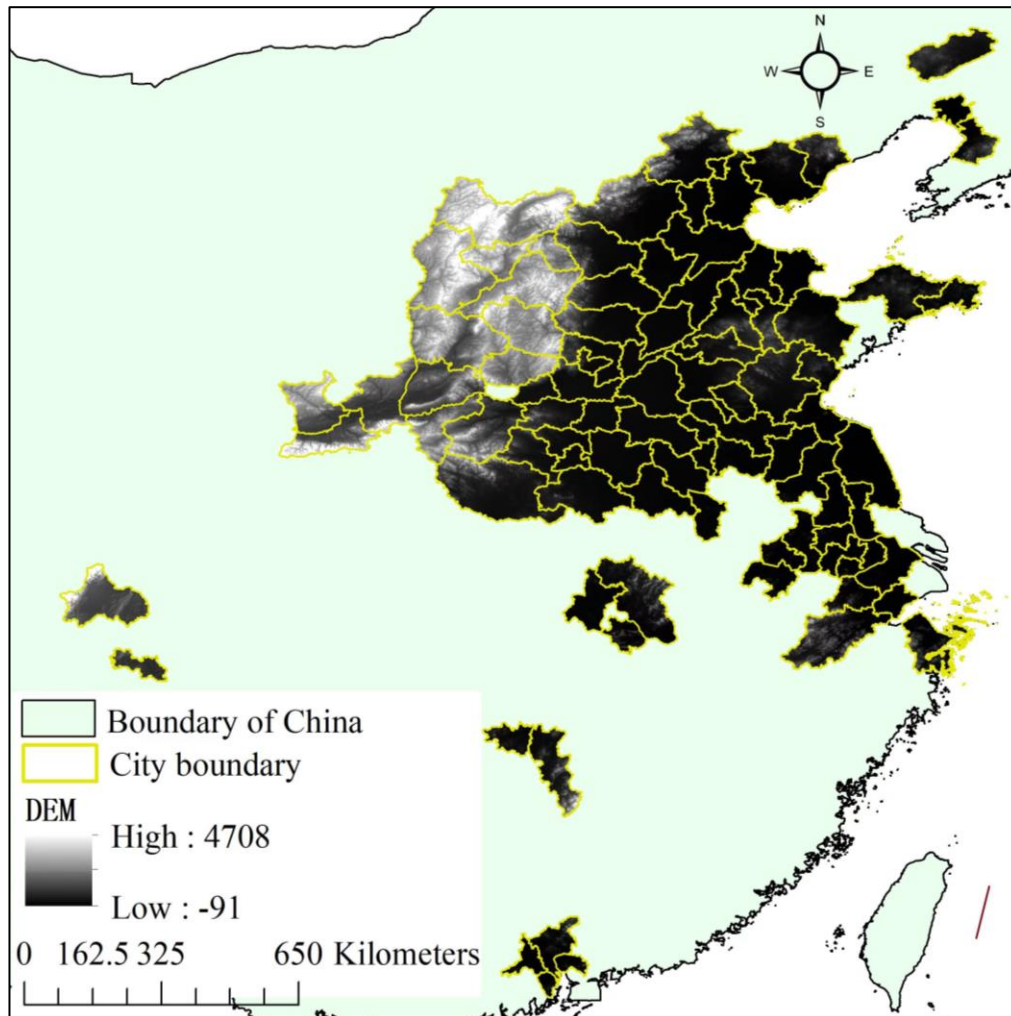 N
W E
S
Boundary of China
City boundary
DEM
High : 4708
Low : -91
0 162.5 325 650 Kilometers